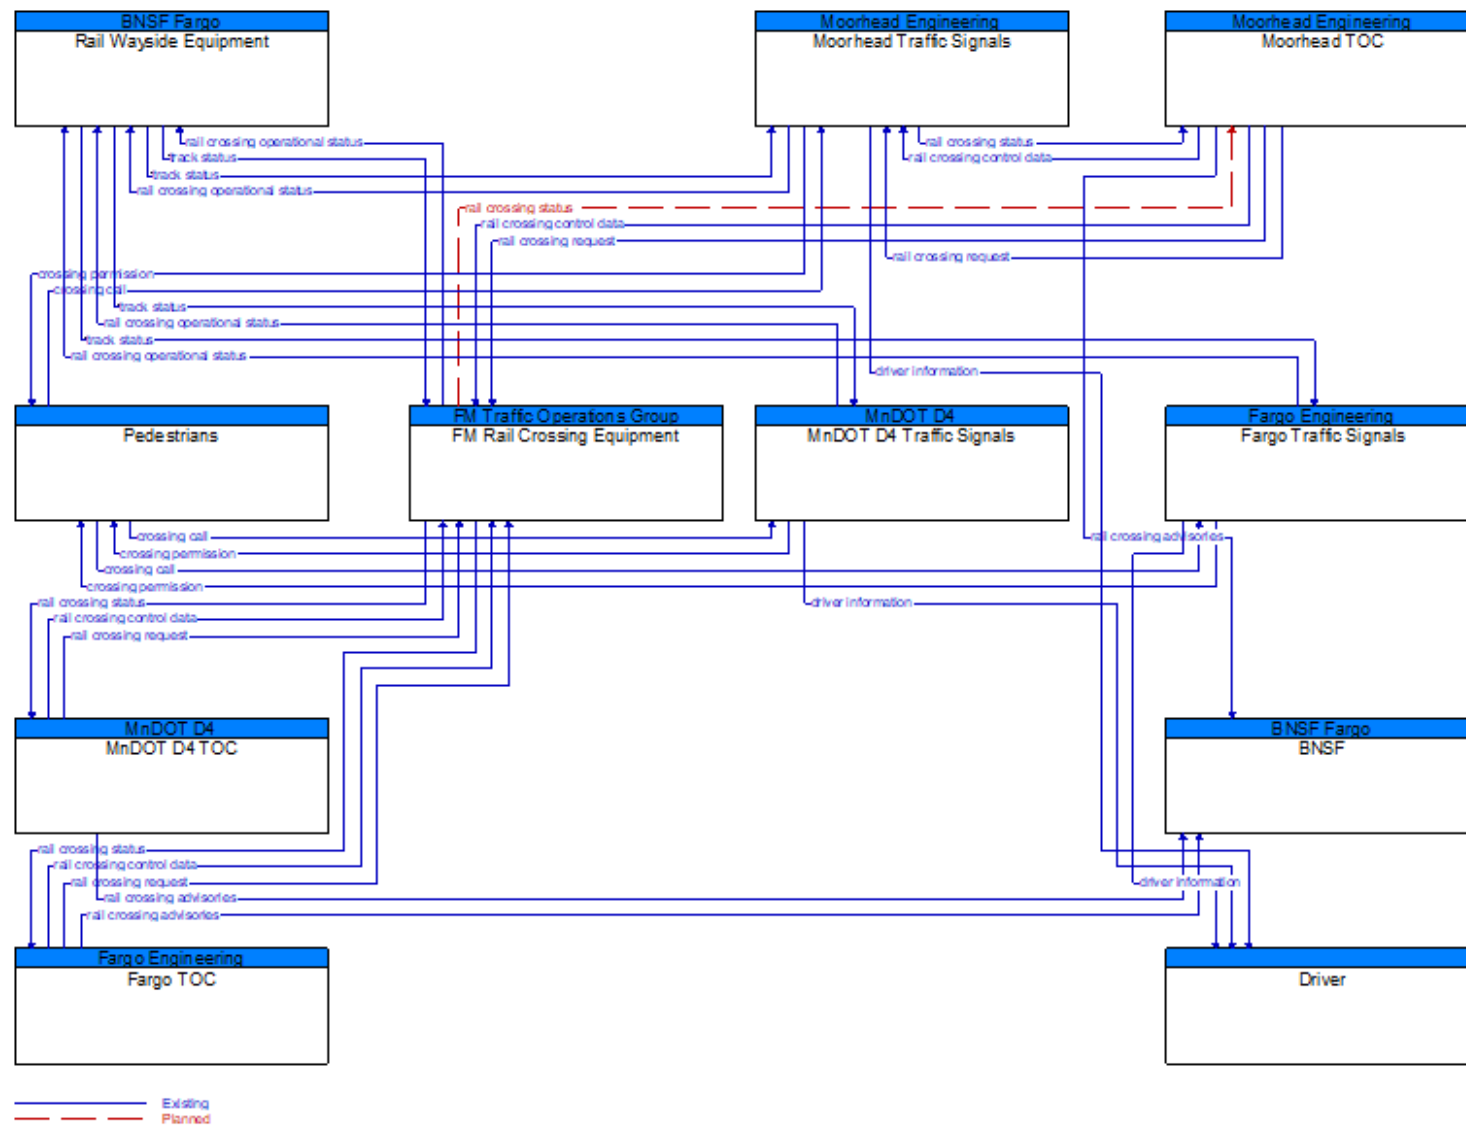 BNSF Fargo
Rail Wayside Equipment
Moorhead Engineering
Moorhead Traffic Signals
Moorhead Engineering
Moorhead TOC
rail crossing operational status
track status
track status
rail crossing operational status
rail crossing status
rail crossing control data
rail crossing status
rail crossing control data
rail crossing request
rail crossing request
crossing permission
crossing call
track status
rail crossing operational status
track status
rail crossing operational status
driver information
Pedestrians
FM Traffic Operations Group
FM Rail Crossing Equipment
MnDOT D4
MnDOT D4 Traffic Signals
Fargo Engineering
Fargo Traffic Signals
crossing call
rail crossing advisories
crossing permission
crossing call
crossing permission
rail crossing status
driver information
rail crossing control data
rail crossing request
MnDOT D4
MnDOT D4 TOC
BNSF Fargo
BNSF
rail crossing status
rail crossing control data
rail crossing request
driver information
rail crossing advisories
rail crossing advisories
Fargo Engineering
Fargo TOC
Driver
Existing
Planned